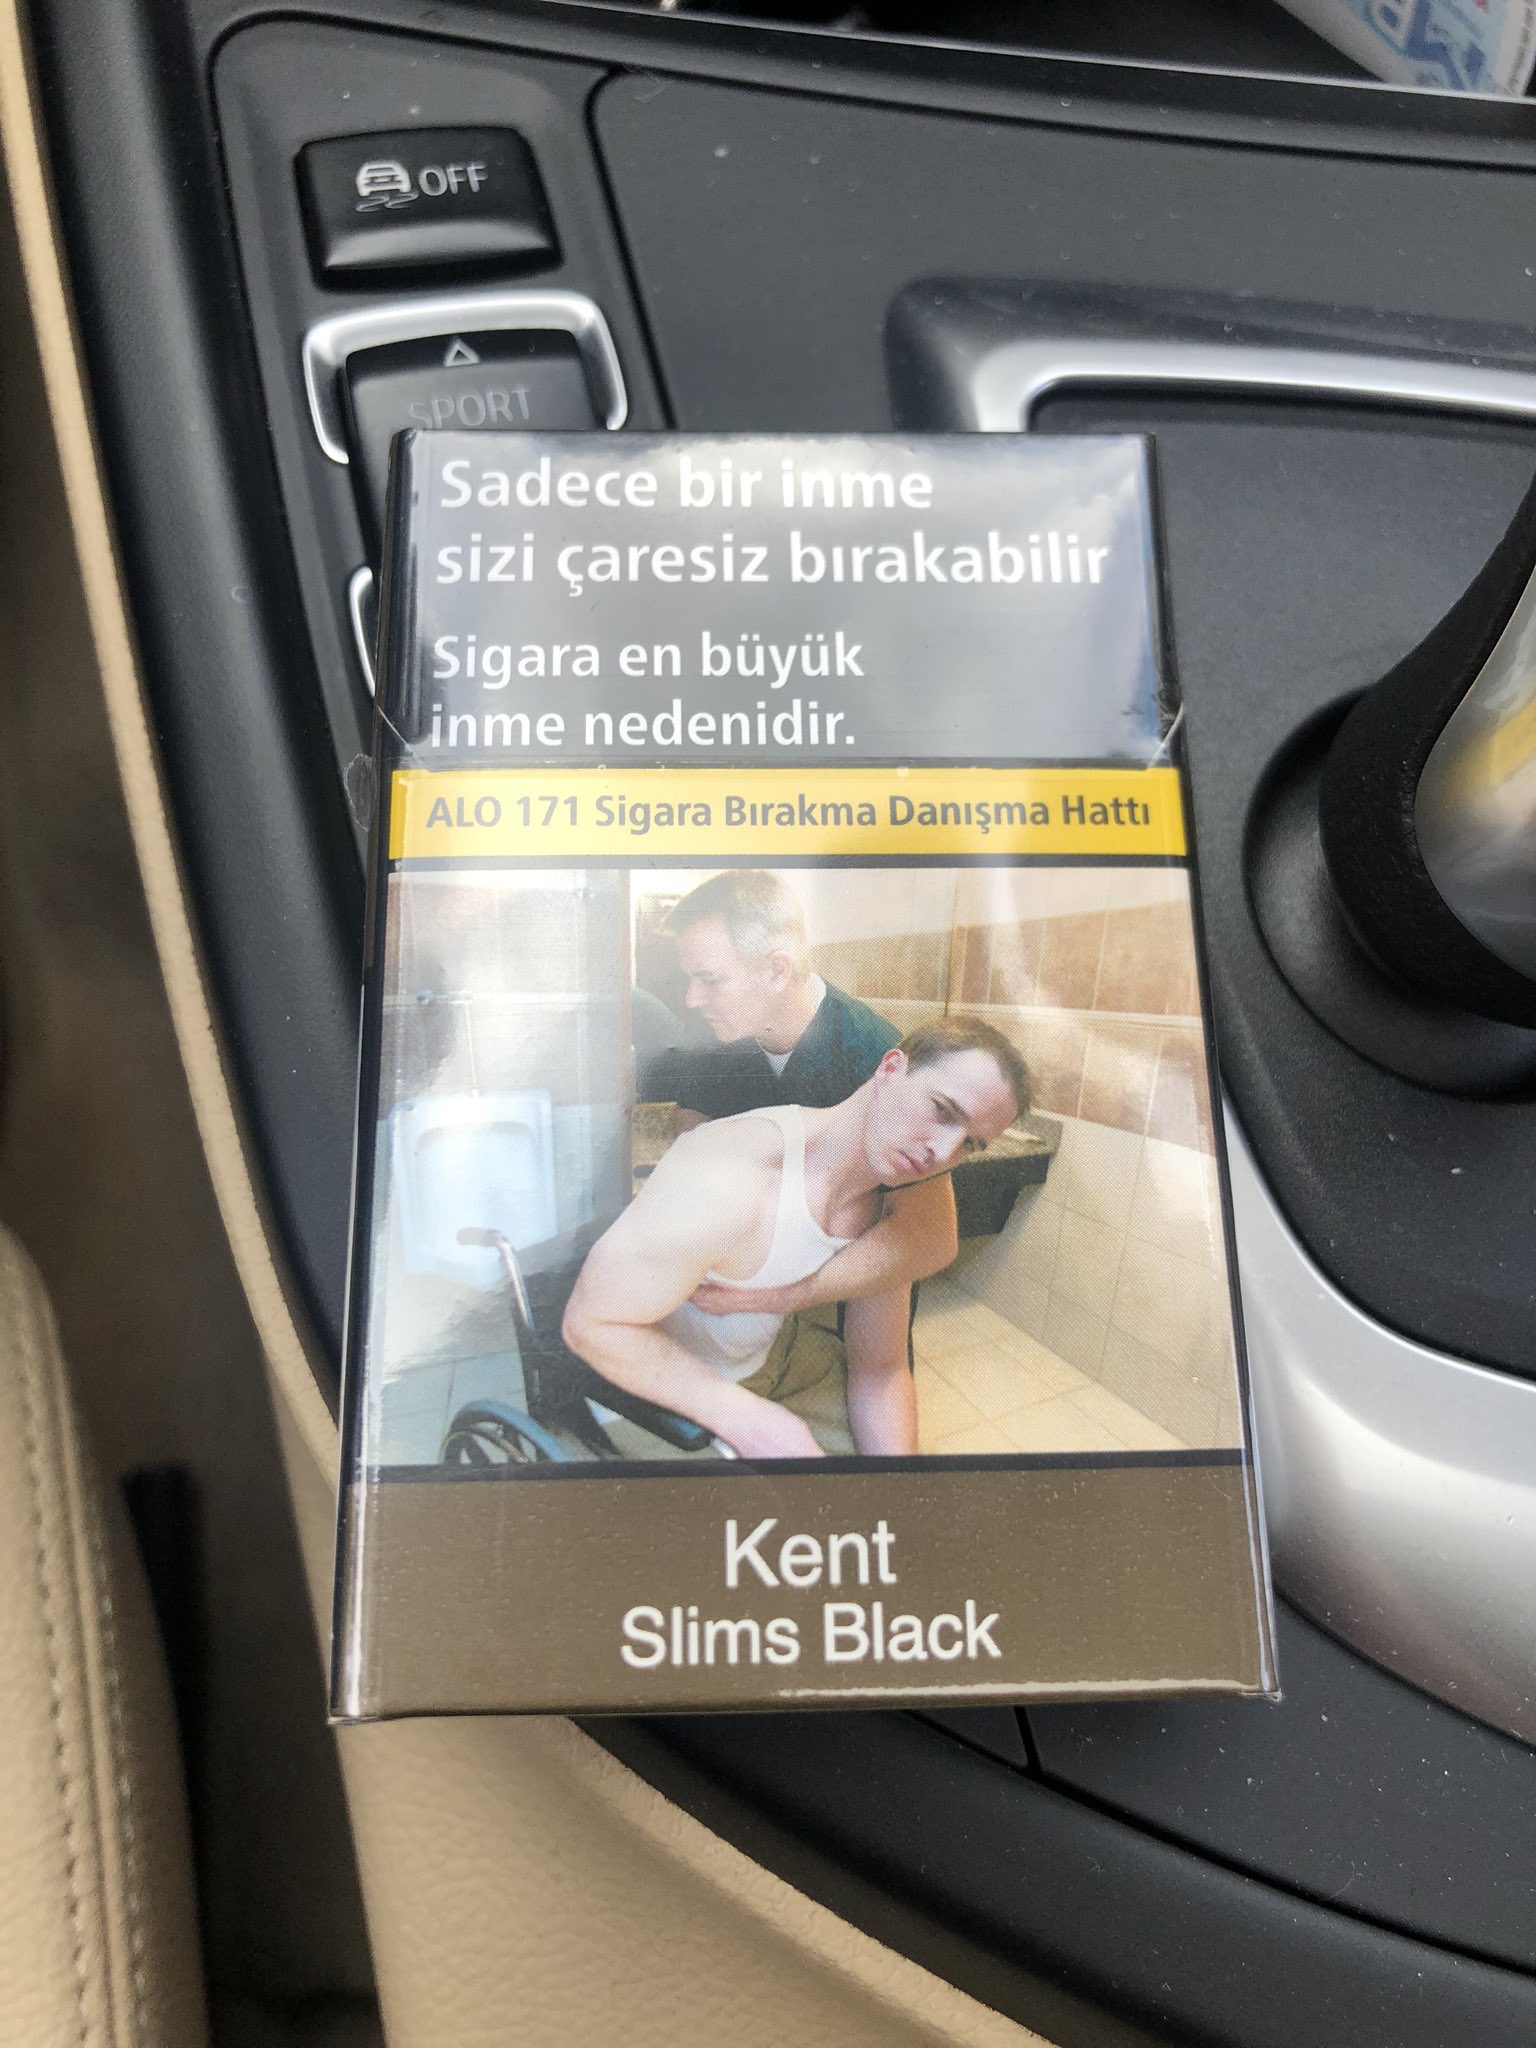 OFF
SPORT
Sadece bir inme
sizi çaresiz bırakabilir
Sigara en büyük
inme nedenidir.
ALO 171 Sigara Bırakma Danışma Hattı
Kent
Slims Black